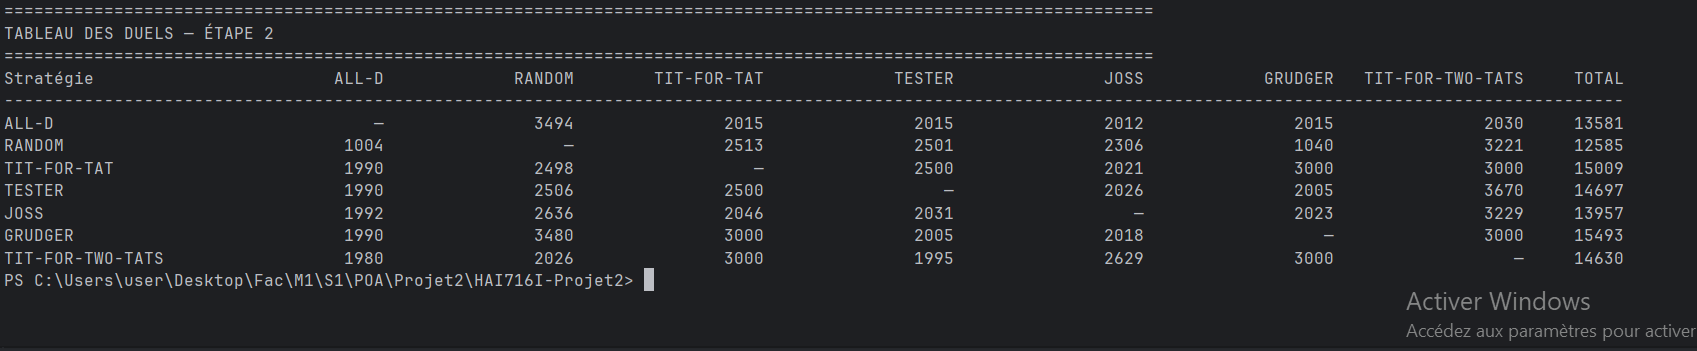 ===================================================================================================================
TABLEAU DES DUELS — ÉTAPE 2
===================================================================================================================
Stratégie                        ALL-D             RANDOM        TIT-FOR-TAT             TESTER               JOSS            GRUDGER   TIT-FOR-TWO-TATS     TOTAL
------------------------------------------------------------------------------------------------------------------------------------------------------------------
ALL-D                                —               3494               2015               2015               2012               2015               2030     13581
RANDOM                            1004                  —               2513               2501               2306               1040               3221     12585
TIT-FOR-TAT                       1990               2498                  —               2500               2021               3000               3000     15009
TESTER                            1990               2506               2500                  —               2026               2005               3670     14697
JOSS                              1992               2636               2046               2031                  —               2023               3229     13957
GRUDGER                           1990               3480               3000               2005               2018                  —               3000     15493
TIT-FOR-TWO-TATS                  1980               2026               3000               1995               2629               3000                  —     14630
PS C:\Users\user\Desktop\Fac\M1\S1\POA\Projet2\HAI716I-Projet2>
Activer Windows
Accédez aux paramètres pour activer